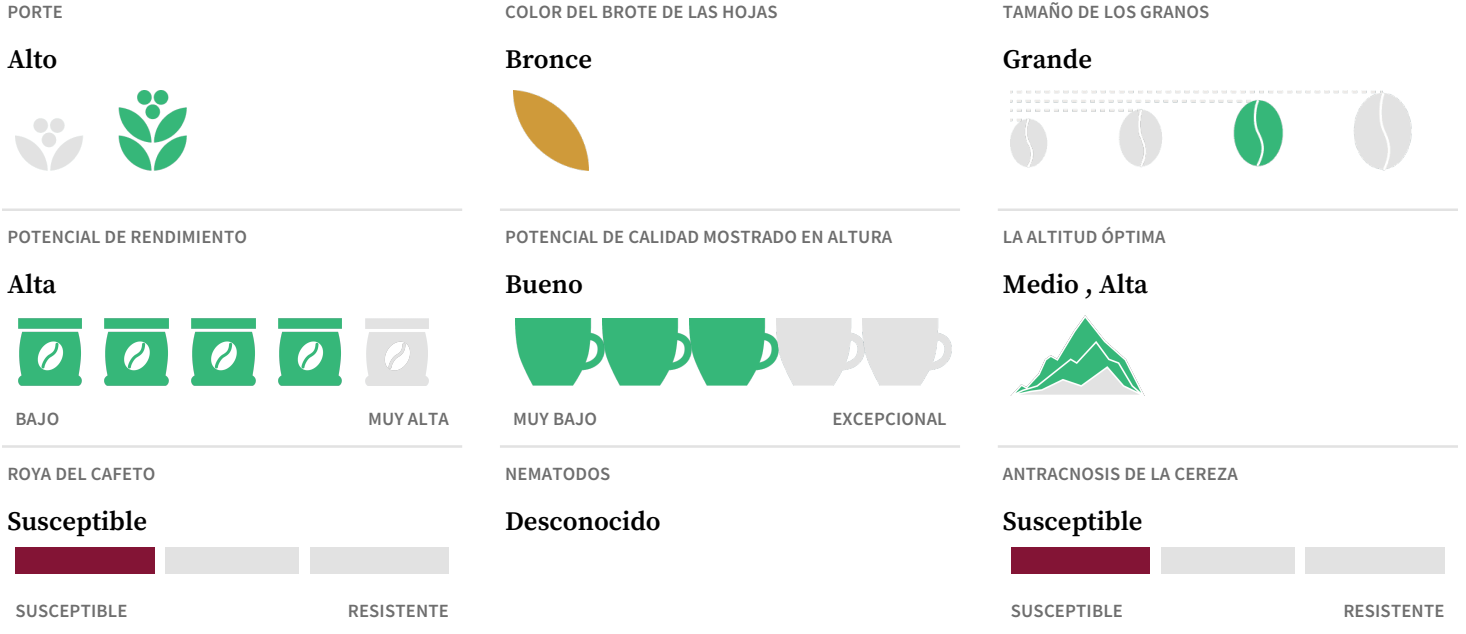 PORTE
Alto
COLOR DEL BROTE DE LAS HOJAS
Bronce
TAMAÑO DE LOS GRANOS
Grande
POTENCIAL DE RENDIMIENTO
Alta
BAJO
MUY ALTA
POTENCIAL DE CALIDAD MOSTRADO EN ALTURA
Bueno
MUY BAJO
EXCEPCIONAL
LA ALTITUD ÓPTIMA
Medio , Alta
ROYA DEL CAFETO
Susceptible
SUSCEPTIBLE
RESISTENTE
NEMATODOS
Desconocido
ANTRACNOSIS DE LA CEREZA
Susceptible
SUSCEPTIBLE
RESISTENTE